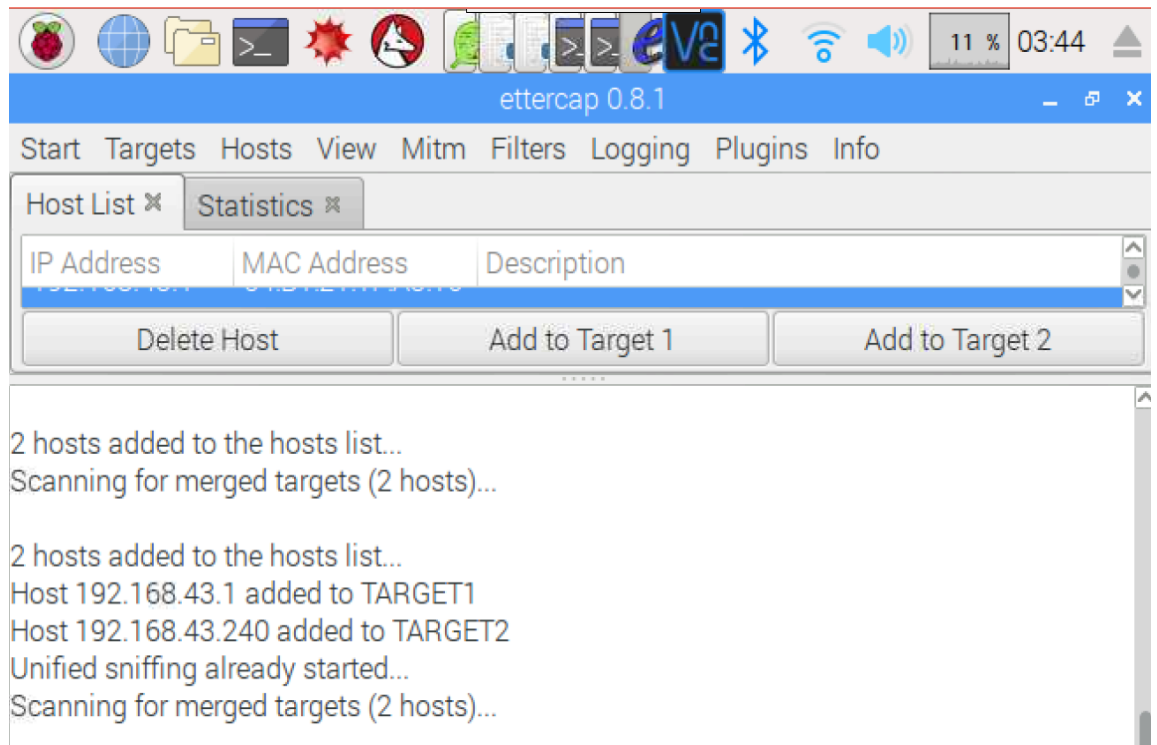 11 % 03:44
ettercap 0.8.1
Start Targets Hosts View Mitm Filters Logging Plugins Info
Host List Statistics
IP Address MAC Address Description
Delete Host Add to Target 1 Add to Target 2
2 hosts added to the hosts list...
Scanning for merged targets (2 hosts)...
2 hosts added to the hosts list...
Host 192.168.43.1 added to TARGET1
Host 192.168.43.240 added to TARGET2
Unified sniffing already started...
Scanning for merged targets (2 hosts)...